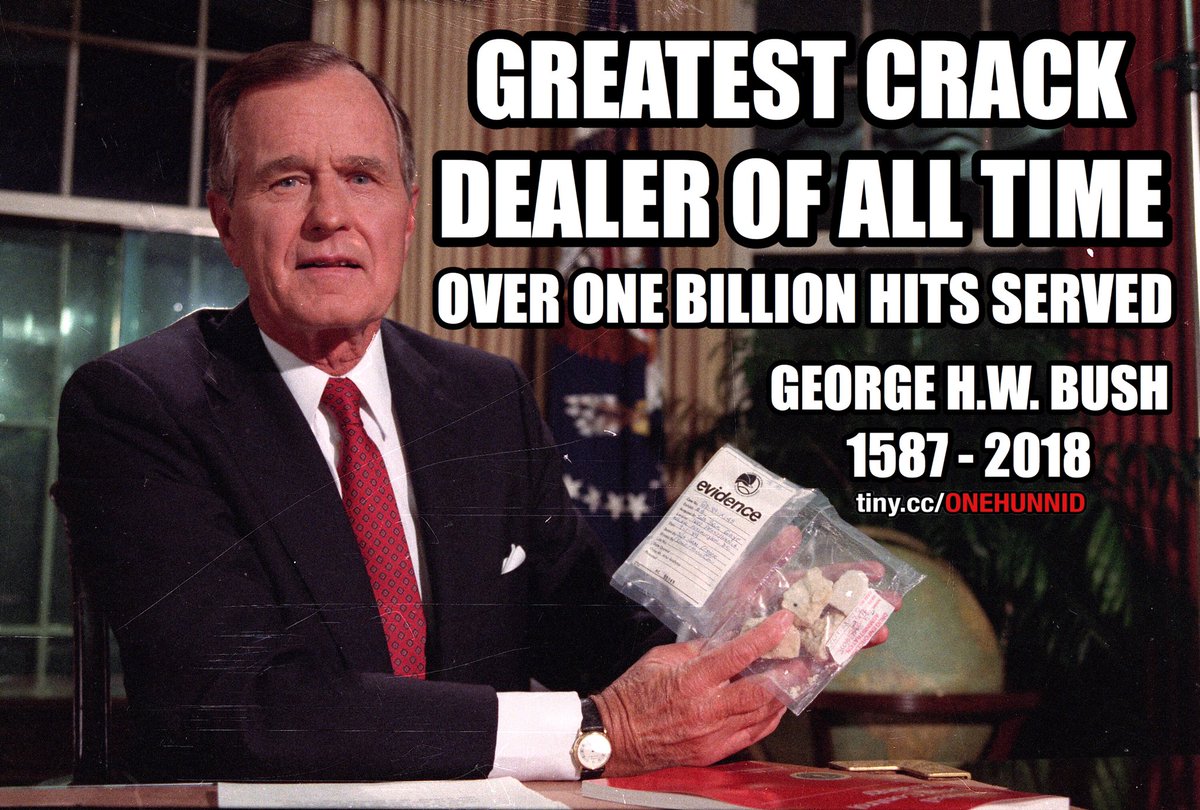 GREATEST CRACK
DEALER OF ALL TIME
OVER ONE BILLION HITS SERVED
GEORGE H.W. BUSH
1587 - 2018
tiny.cc/ONEHUNNID
evidence